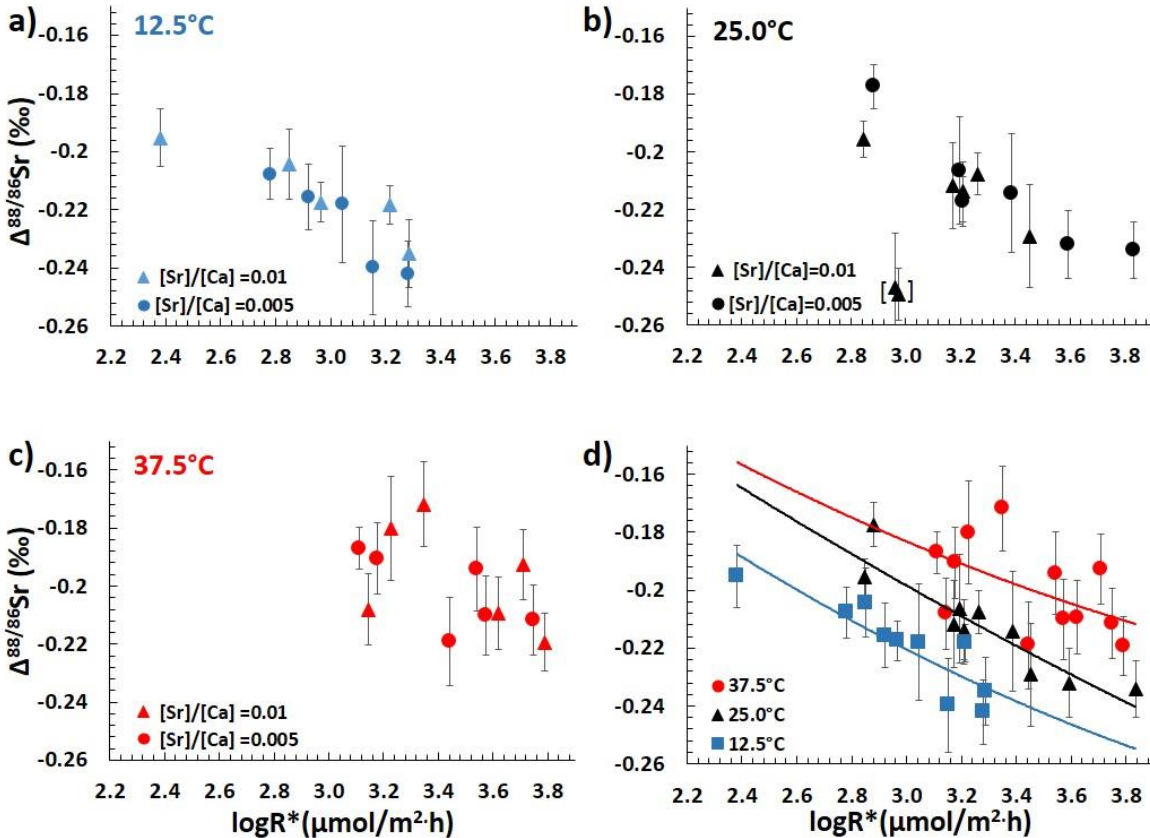 a)
12.5°C
-0.16
-0.18
-0.2
-0.22
-0.24
-0.26
Δ88/86Sr (‰)
[Sr]/[Ca] =0.01
[Sr]/[Ca] =0.005
2.2 2.4 2.6 2.8 3.0 3.2 3.4 3.6 3.8
b)
25.0°C
-0.16
-0.18
-0.2
-0.22
-0.24
-0.26
[ ]
[Sr]/[Ca]=0.01
[Sr]/[Ca]=0.005
2.2 2.4 2.6 2.8 3.0 3.2 3.4 3.6 3.8
c)
37.5°C
-0.16
-0.18
-0.2
-0.22
-0.24
-0.26
Δ88/86Sr (‰)
[Sr]/[Ca] =0.01
[Sr]/[Ca] =0.005
2.2 2.4 2.6 2.8 3.0 3.2 3.4 3.6 3.8
logR*(μmol/m2·h)
d)
-0.16
-0.18
-0.2
-0.22
-0.24
-0.26
37.5°C
25.0°C
12.5°C
2.2 2.4 2.6 2.8 3.0 3.2 3.4 3.6 3.8
logR*(μmol/m2·h)